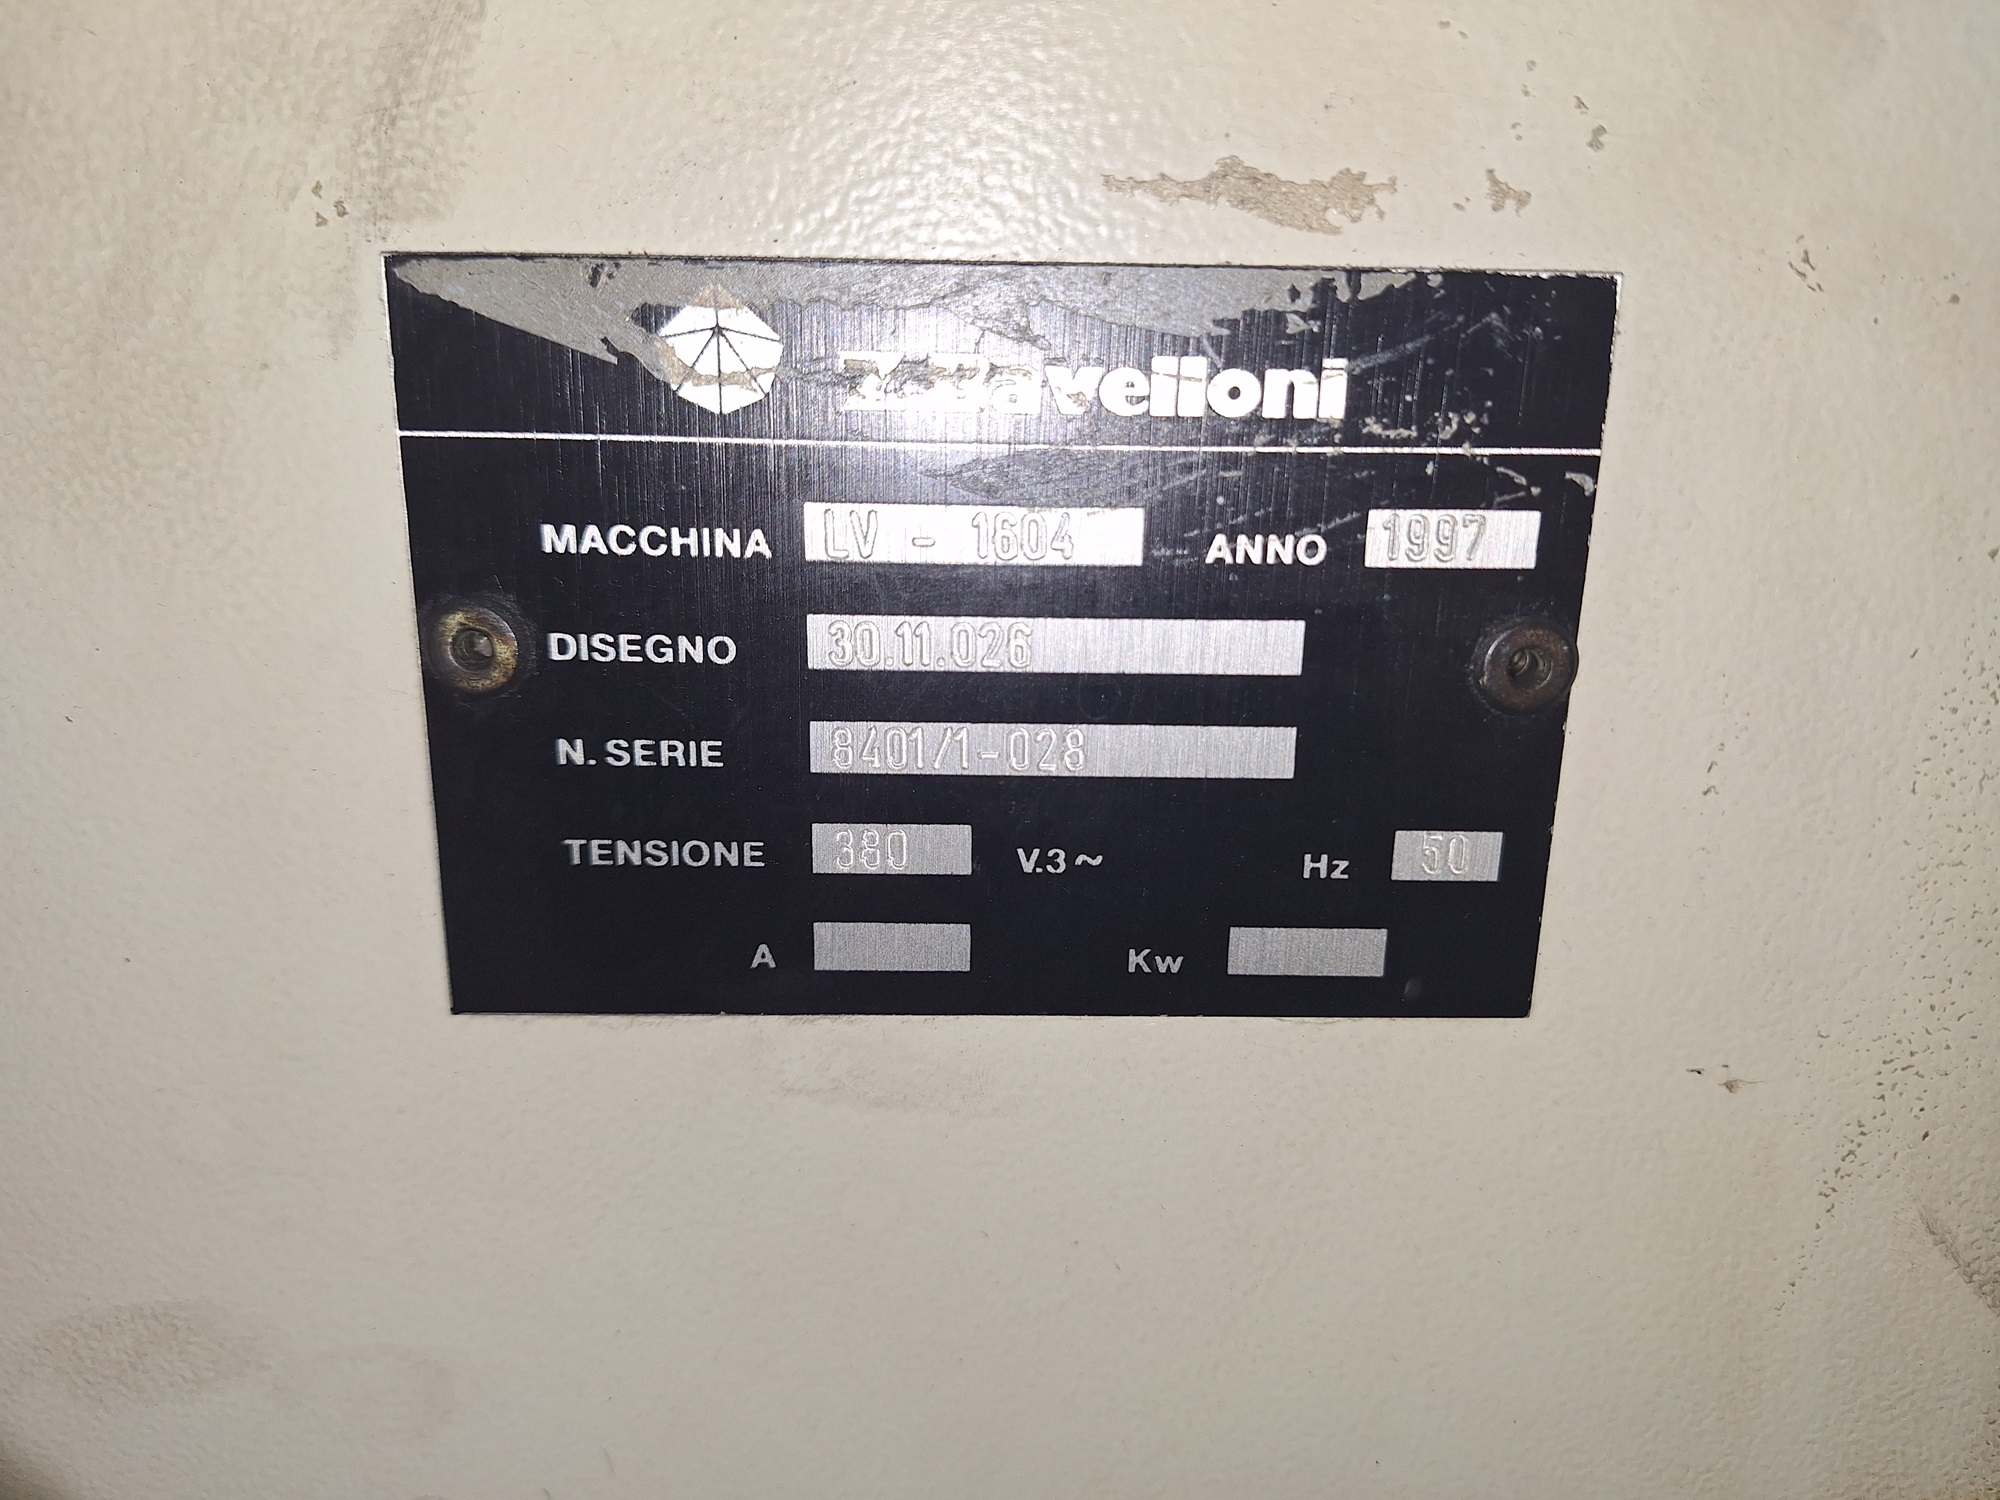 Z.Bavelloni
MACCHINA LV - 1604 ANNO 1997
DISEGNO 30.11.026
N. SERIE 8401/1-028
TENSIONE 380 V.3~ Hz 50
A Kw